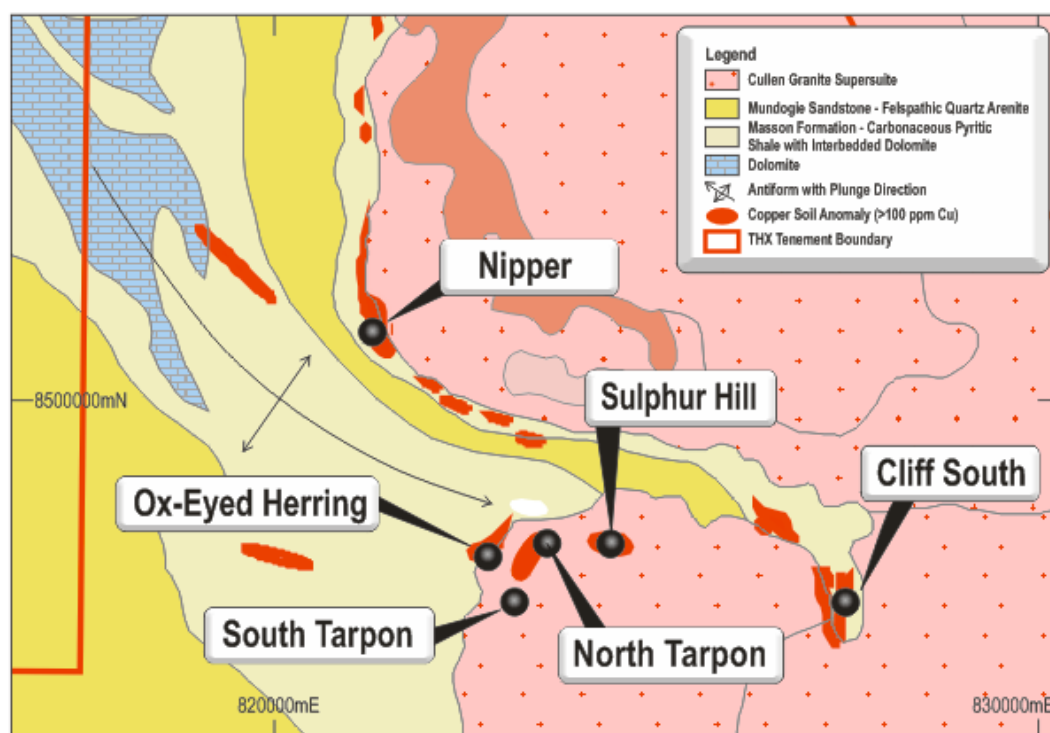 Legend
Cullen Granite Supersuite
Mundogie Sandstone - Felspathic Quartz Arenite
Masson Formation - Carbonaceous Pyritic
Shale with Interbedded Dolomite
Dolomite
Antiform with Plunge Direction
Copper Soil Anomaly (>100 ppm Cu)
THX Tenement Boundary
Nipper
8500000mN
Sulphur Hill
Cliff South
Ox-Eyed Herring
South Tarpon
North Tarpon
820000mE
830000mE